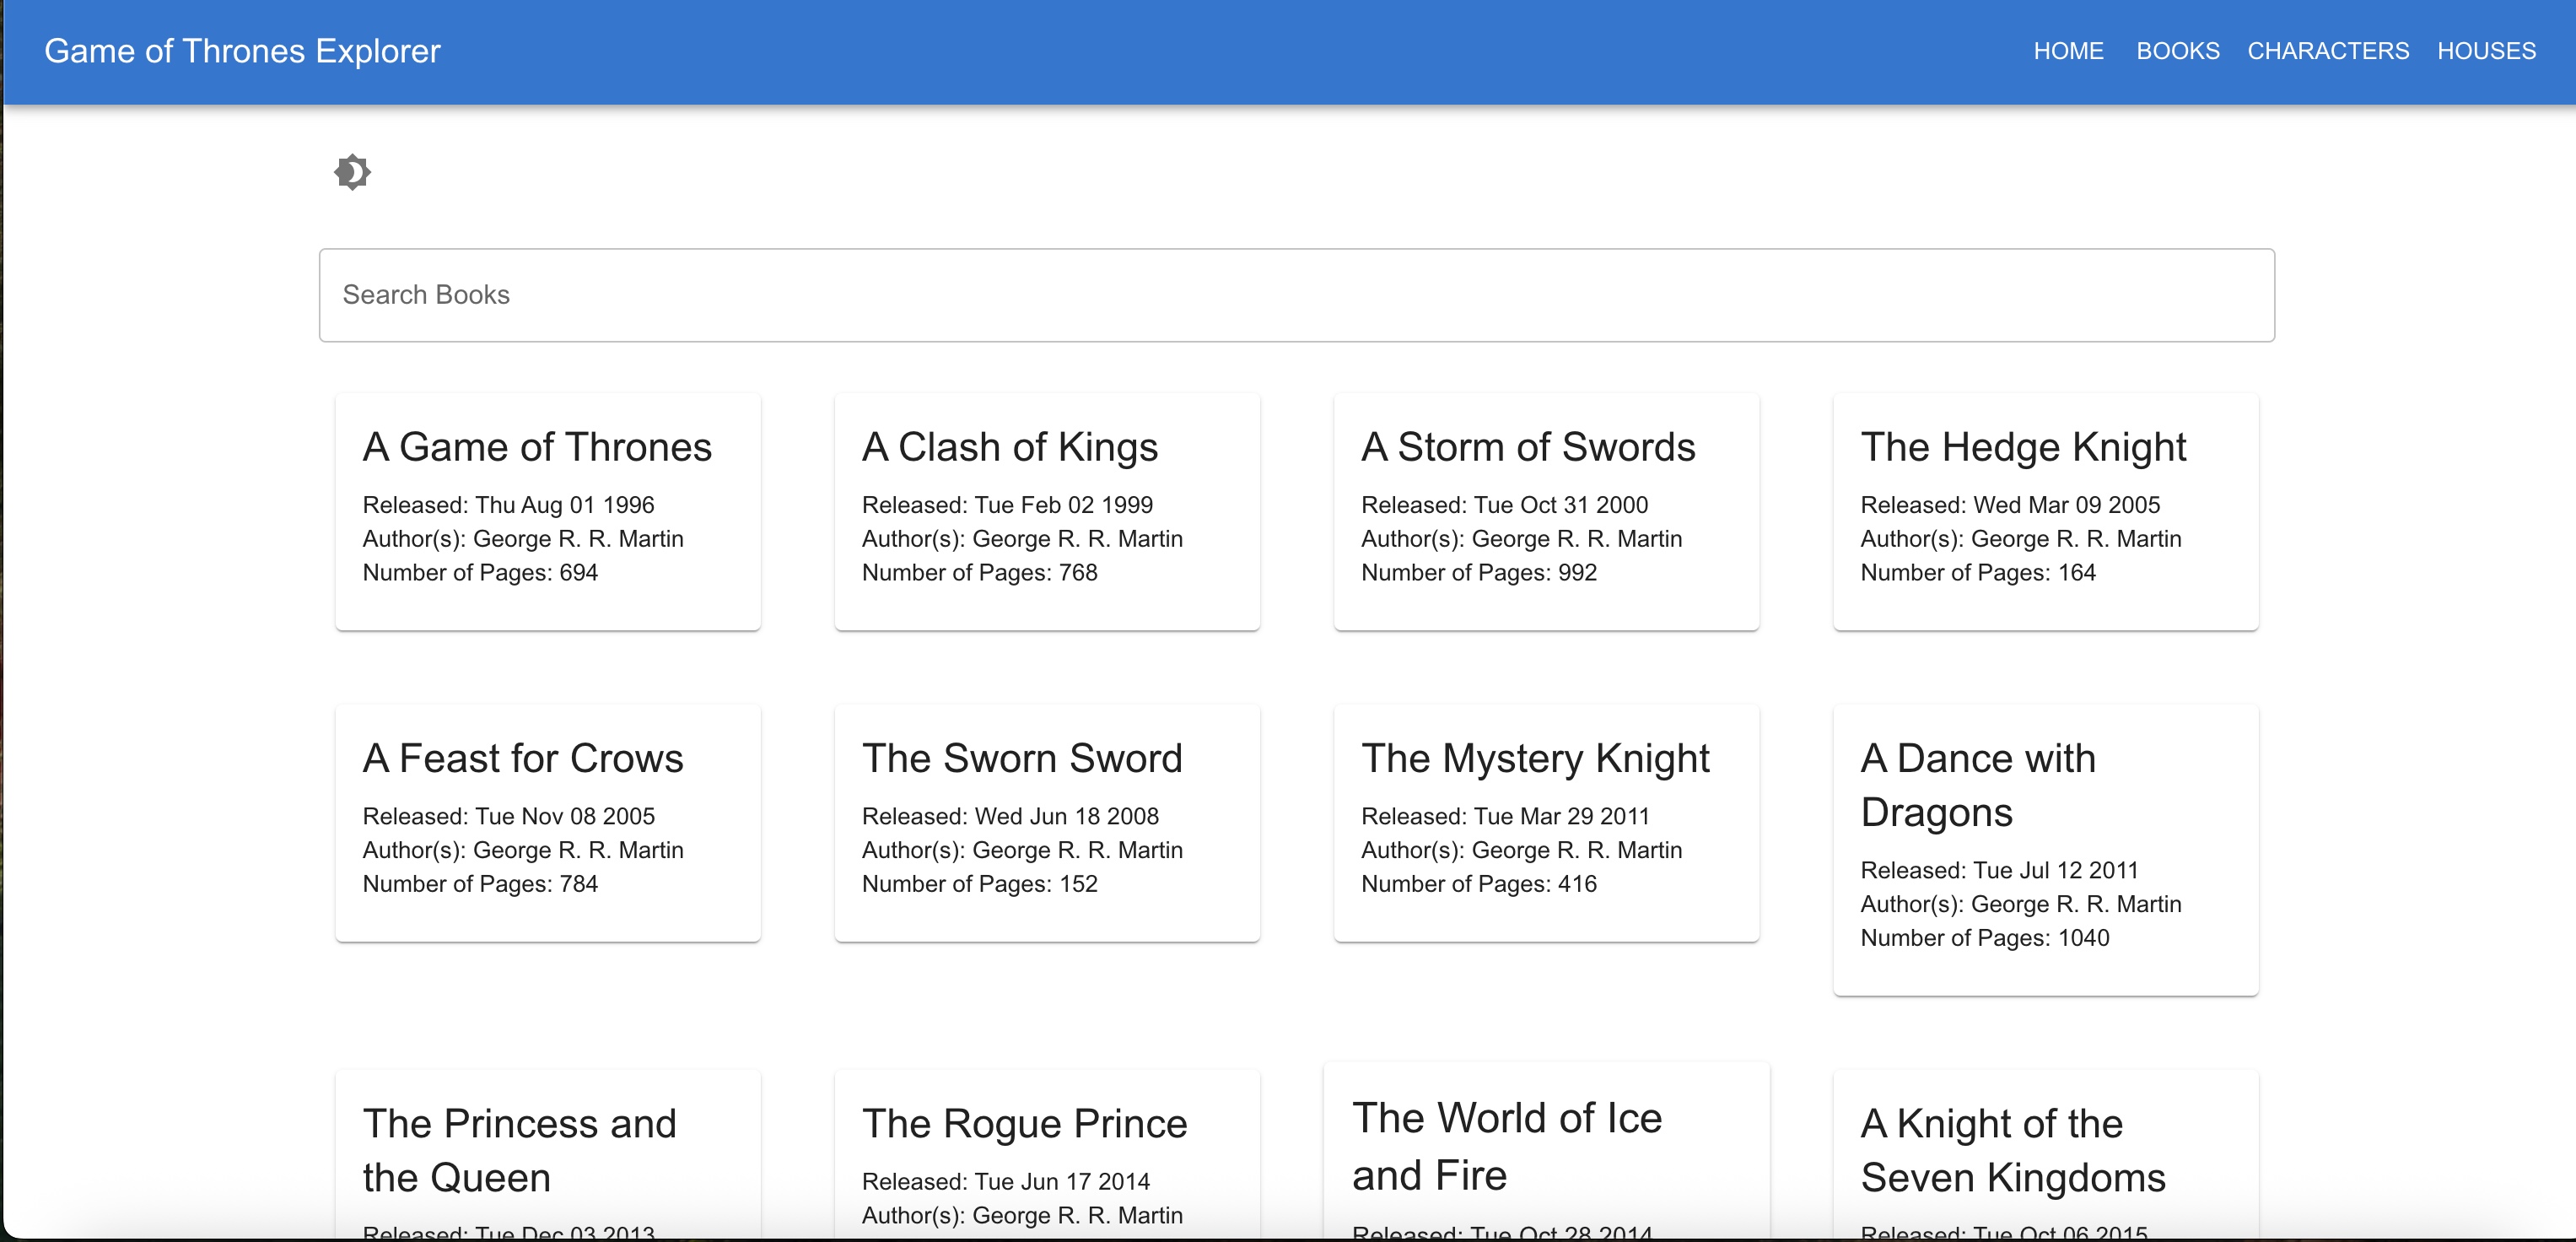 Game of Thrones Explorer
HOME BOOKS CHARACTERS HOUSES
Search Books
A Game of Thrones
Released: Thu Aug 01 1996
Author(s): George R. R. Martin
Number of Pages: 694
A Clash of Kings
Released: Tue Feb 02 1999
Author(s): George R. R. Martin
Number of Pages: 768
A Storm of Swords
Released: Tue Oct 31 2000
Author(s): George R. R. Martin
Number of Pages: 992
The Hedge Knight
Released: Wed Mar 09 2005
Author(s): George R. R. Martin
Number of Pages: 164
A Feast for Crows
Released: Tue Nov 08 2005
Author(s): George R. R. Martin
Number of Pages: 784
The Sworn Sword
Released: Wed Jun 18 2008
Author(s): George R. R. Martin
Number of Pages: 152
The Mystery Knight
Released: Tue Mar 29 2011
Author(s): George R. R. Martin
Number of Pages: 416
A Dance with
Dragons
Released: Tue Jul 12 2011
Author(s): George R. R. Martin
Number of Pages: 1040
The Princess and
the Queen
Released: Tue Dec 03 2013
The Rogue Prince
Released: Tue Jun 17 2014
Author(s): George R. R. Martin
The World of Ice
and Fire
Released: Tue Oct 28 2014
A Knight of the
Seven Kingdoms
Released: Tue Oct 06 2015